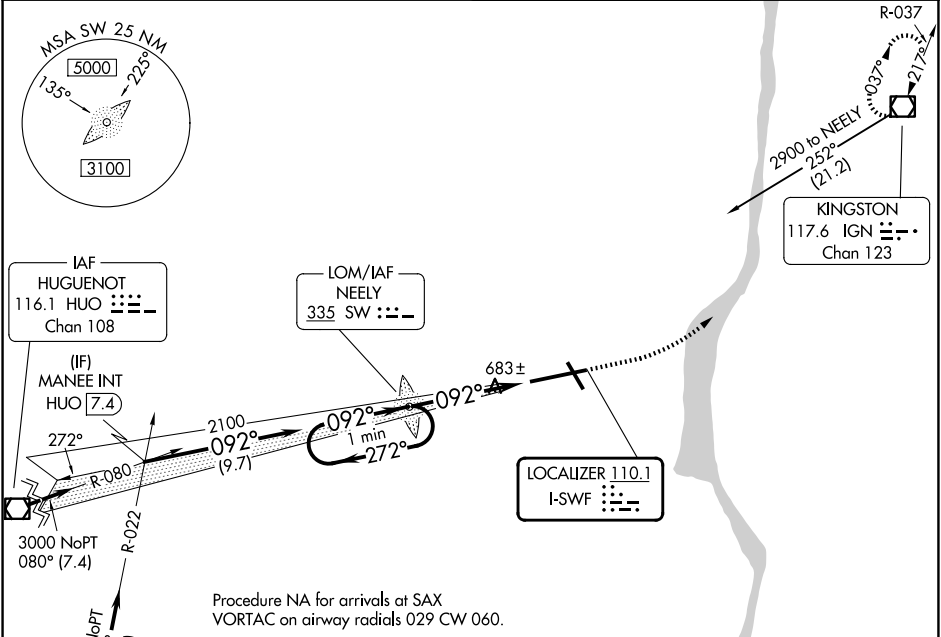 MSA SW 25 NM
5000
135°
225°
3100
R-037
037°
217°
2900 to NEELY
252°
(21.2)
KINGSTON
117.6 IGN
Chan 123
IAF
HUGUENOT
116.1 HUO
Chan 108
LOM/IAF
NEELY
335 SW
(IF)
MANEE INT
HUO 7.4
683±
2100
092°
092°
092°
1 min
272°
272°
R-080
(9.7)
LOCALIZER 110.1
I-SWF
3000 NoPT
080° (7.4)
R-022
NoPT
Procedure NA for arrivals at SAX
VORTAC on airway radials 029 CW 060.